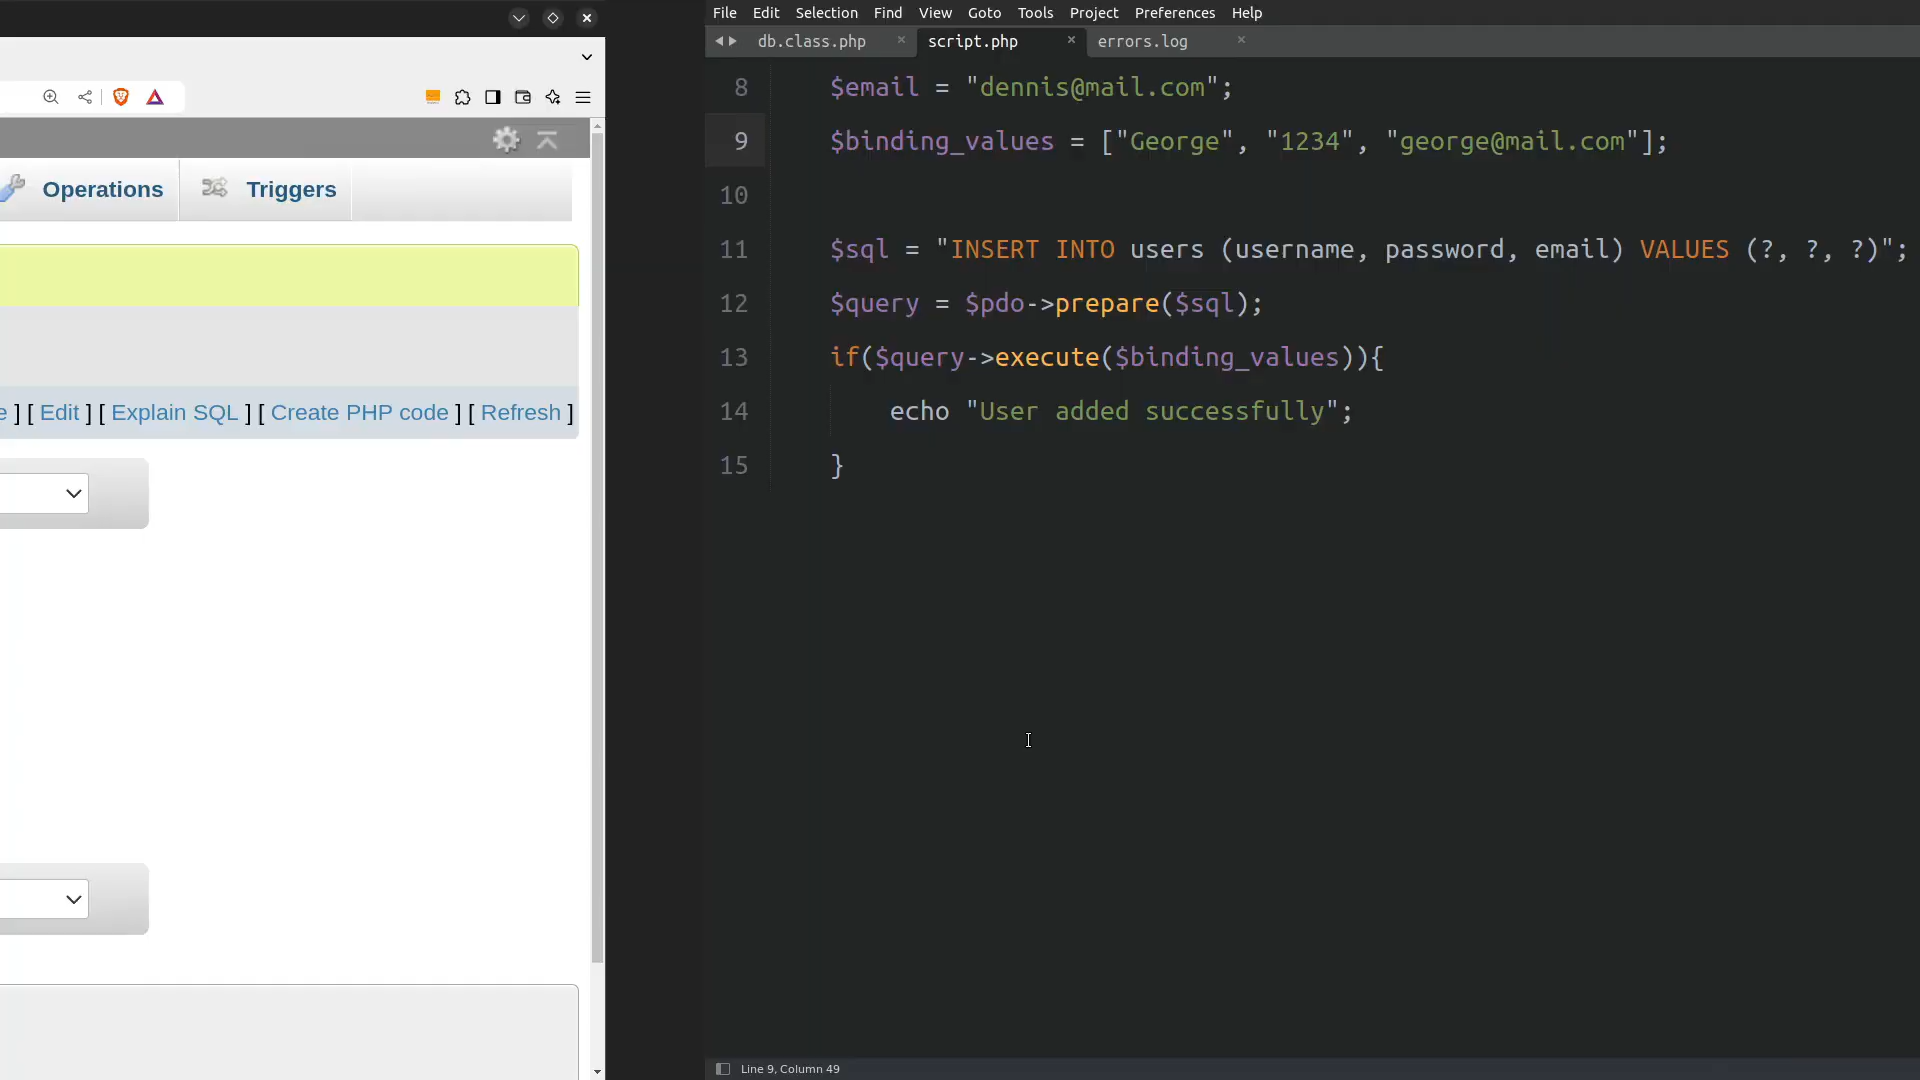 Operations
Triggers
e ] [ Edit ] [ Explain SQL ] [ Create PHP code ] [ Refresh ]
File Edit Selection Find View Goto Tools Project Preferences Help
db.class.php × script.php × errors.log ×
8 $email = "dennis@mail.com";
9 $binding_values = ["George", "1234", "george@mail.com"];
10
11 $sql = "INSERT INTO users (username, password, email) VALUES (?, ?, ?)";
12 $query = $pdo->prepare($sql);
13 if($query->execute($binding_values)){
14 echo "User added successfully";
15 }
Line 9, Column 49